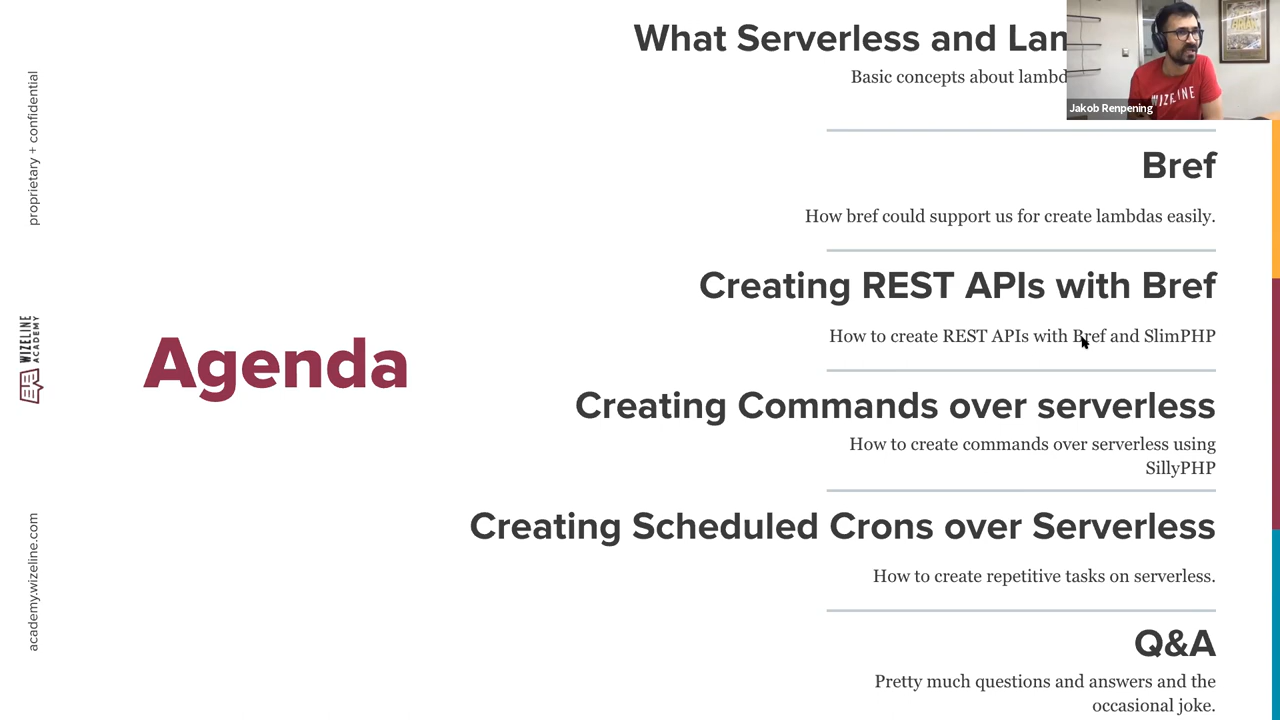 What Serverless and
Basic concepts about
Jakob Renpening
WIZELINE
Bref
How bref could support us for create lambdas easily.
Creating REST APIs with Bref
How to create REST APIs with Bref and SlimPHP
Agenda
Creating Commands over serverless
How to create commands over serverless using
SillyPHP
Creating Scheduled Crons over Serverless
How to create repetitive tasks on serverless.
Q&A
Pretty much questions and answers and the
occasional joke.
proprietary + confidential
WIZELINE
ACADEMY
academy.wizeline.com